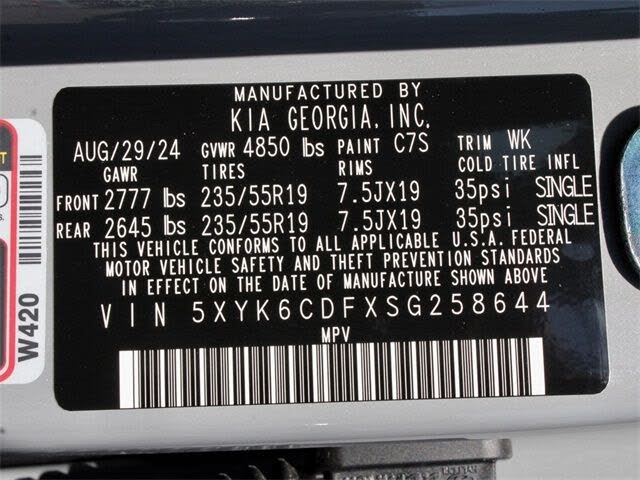 MANUFACTURED BY
KIA GEORGIA, INC.
AUG/29/24 GVWR 4850 lbs PAINT C7S TRIM WK
GAWR TIRES RIMS COLD TIRE INFL
FRONT 2777 lbs 235/55R19 7.5JX19 35psi SINGLE
REAR 2645 lbs 235/55R19 7.5JX19 35psi SINGLE
THIS VEHICLE CONFORMS TO ALL APPLICABLE U.S.A. FEDERAL
MOTOR VEHICLE SAFETY AND THEFT PREVENTION STANDARDS
IN EFFECT ON THE DATE OF MANUFACTURE SHOWN ABOVE
VIN 5XYK6CDFXSG258644
MPV
W420